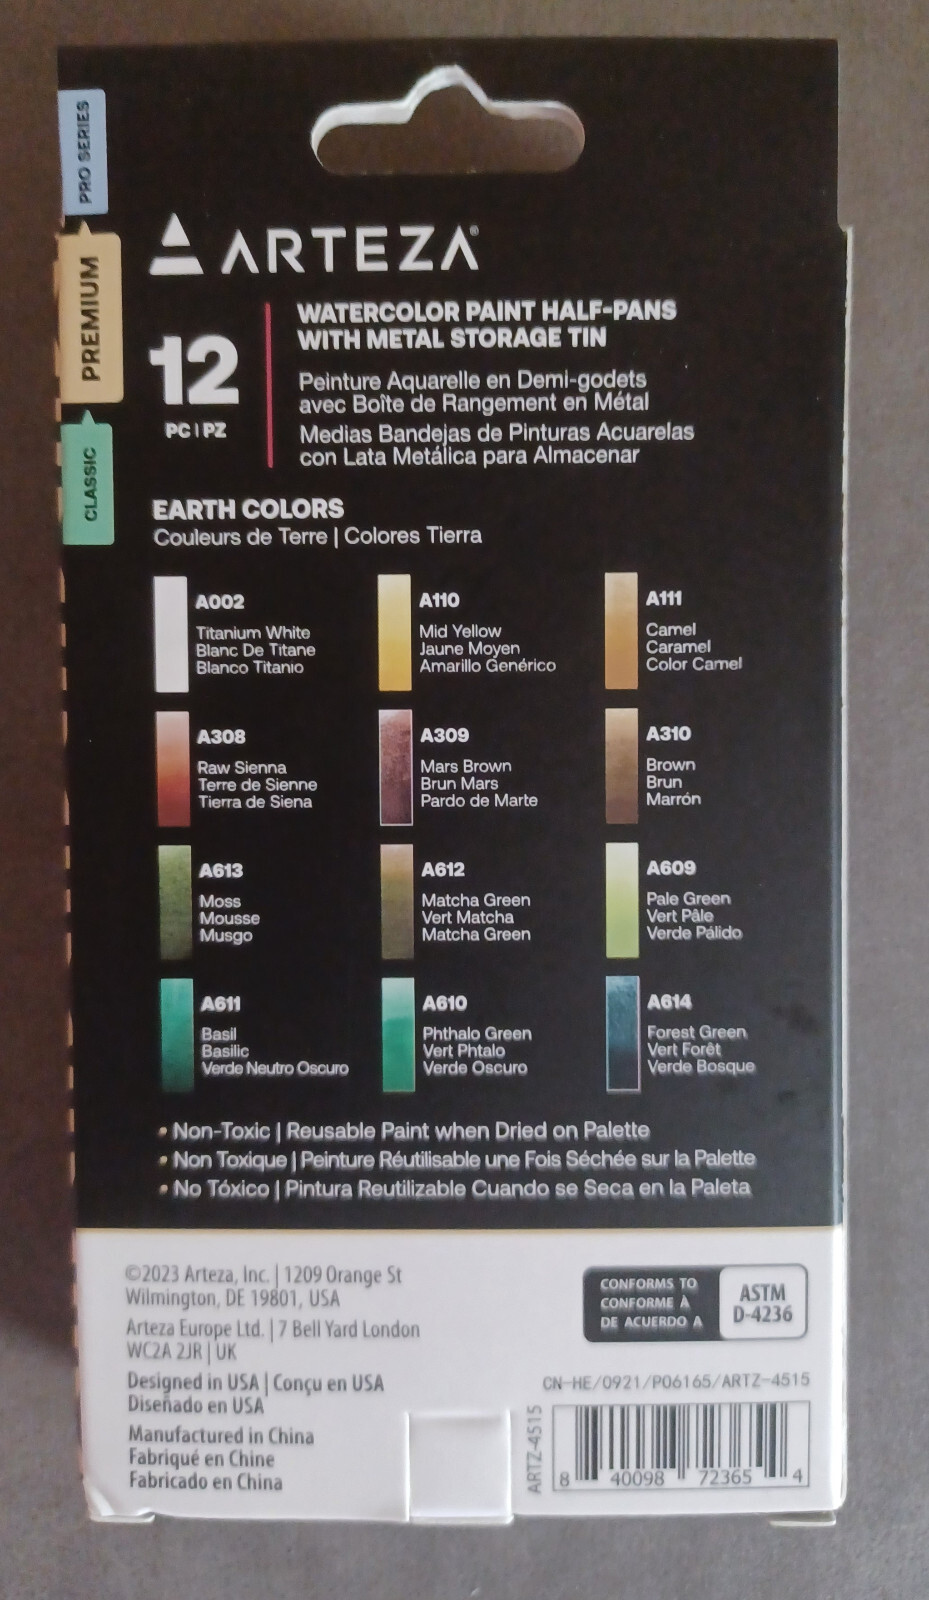 PRO SERIES
PREMIUM
CLASSIC
ARTEZA®
12
PC | PZ
WATERCOLOR PAINT HALF-PANS
WITH METAL STORAGE TIN
Peinture Aquarelle en Demi-godets
avec Boîte de Rangement en Métal
Medias Bandejas de Pinturas Acuarelas
con Lata Metálica para Almacenar
EARTH COLORS
Couleurs de Terre | Colores Tierra
A002
Titanium White
Blanc De Titane
Blanco Titanio
A110
Mid Yellow
Jaune Moyen
Amarillo Genérico
A111
Camel
Caramel
Color Camel
A308
Raw Sienna
Terre de Sienne
Tierra de Siena
A309
Mars Brown
Brun Mars
Pardo de Marte
A310
Brown
Brun
Marrón
A613
Moss
Mousse
Musgo
A612
Matcha Green
Vert Matcha
Matcha Green
A609
Pale Green
Vert Pâle
Verde Pálido
A611
Basil
Basilic
Verde Neutro Oscuro
A610
Phthalo Green
Vert Phtalo
Verde Oscuro
A614
Forest Green
Vert Forêt
Verde Bosque
• Non-Toxic | Reusable Paint when Dried on Palette
• Non Toxique | Peinture Réutilisable une Fois Séchée sur la Palette
• No Tóxico | Pintura Reutilizable Cuando se Seca en la Paleta
©2023 Arteza, Inc. | 1209 Orange St
Wilmington, DE 19801, USA
Arteza Europe Ltd. | 7 Bell Yard London
WC2A 2JR | UK
Designed in USA | Conçu en USA
Diseñado en USA
Manufactured in China
Fabriqué en Chine
Fabricado en China
CONFORMS TO
CONFORME À
DE ACUERDO A
ASTM
D-4236
CN-HE/0921/P06165/ARTZ-4515
ARTZ-4515
8 40098 72365 4